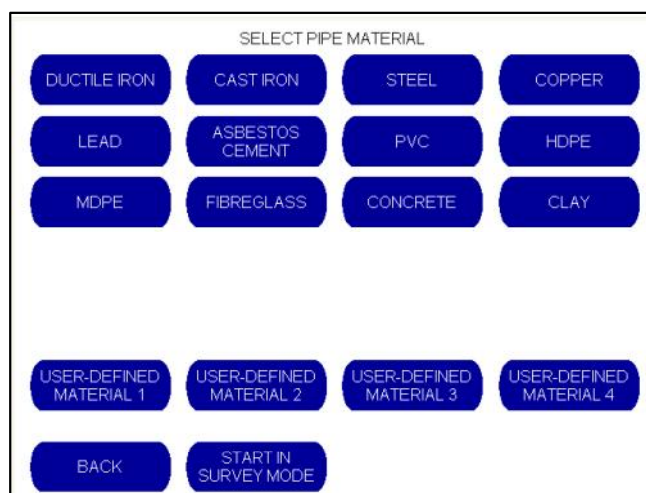 SELECT PIPE MATERIAL
DUCTILE IRON
CAST IRON
STEEL
COPPER
LEAD
ASBESTOS
CEMENT
PVC
HDPE
MDPE
FIBREGLASS
CONCRETE
CLAY
USER-DEFINED
MATERIAL 1
USER-DEFINED
MATERIAL 2
USER-DEFINED
MATERIAL 3
USER-DEFINED
MATERIAL 4
BACK
START IN
SURVEY MODE